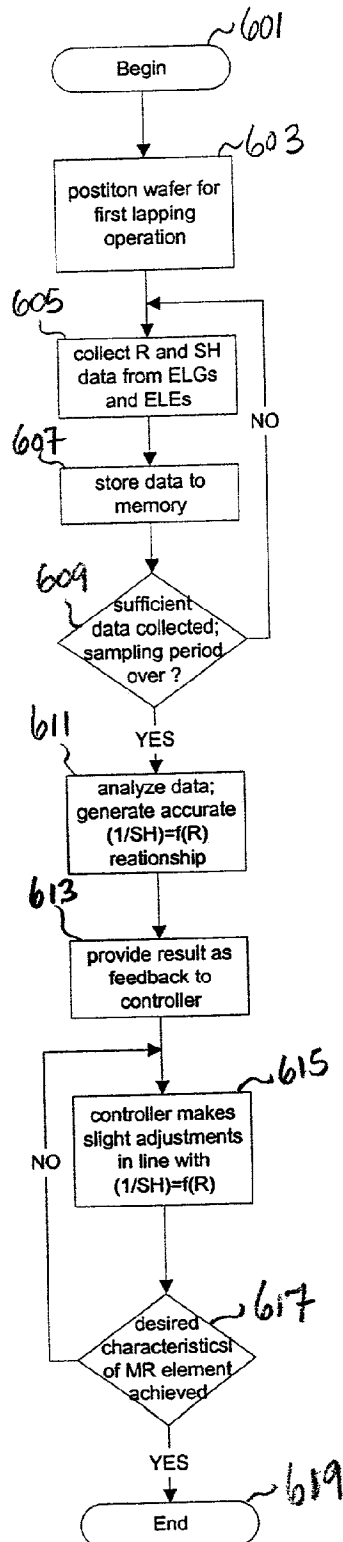 601
Begin
603
postiton wafer for
first lapping
operation
605
collect R and SH
data from ELGs
and ELEs
NO
607
store data to
memory
609
sufficient
data collected;
sampling period
over ?
YES
611
analyze data;
generate accurate
(1/SH)=f(R)
reationship
613
provide result as
feedback to
controller
615
controller makes
slight adjustments
in line with
(1/SH)=f(R)
NO
617
desired
characteristicsl
of MR element
achieved
YES
619
End